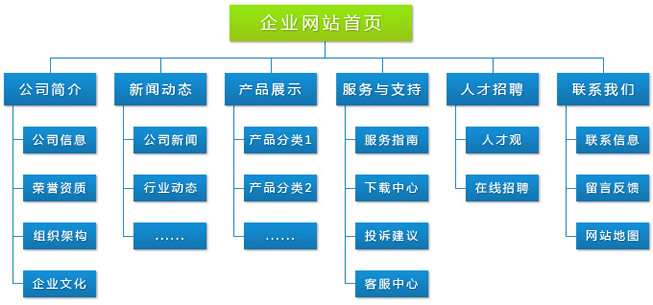 企业网站首页
公司简介
新闻动态
产品展示
服务与支持
人才招聘
联系我们
公司信息
公司新闻
产品分类1
服务指南
人才观
联系信息
荣誉资质
行业动态
产品分类2
下载中心
在线招聘
留言反馈
组织架构
......
......
投诉建议
网站地图
企业文化
客服中心